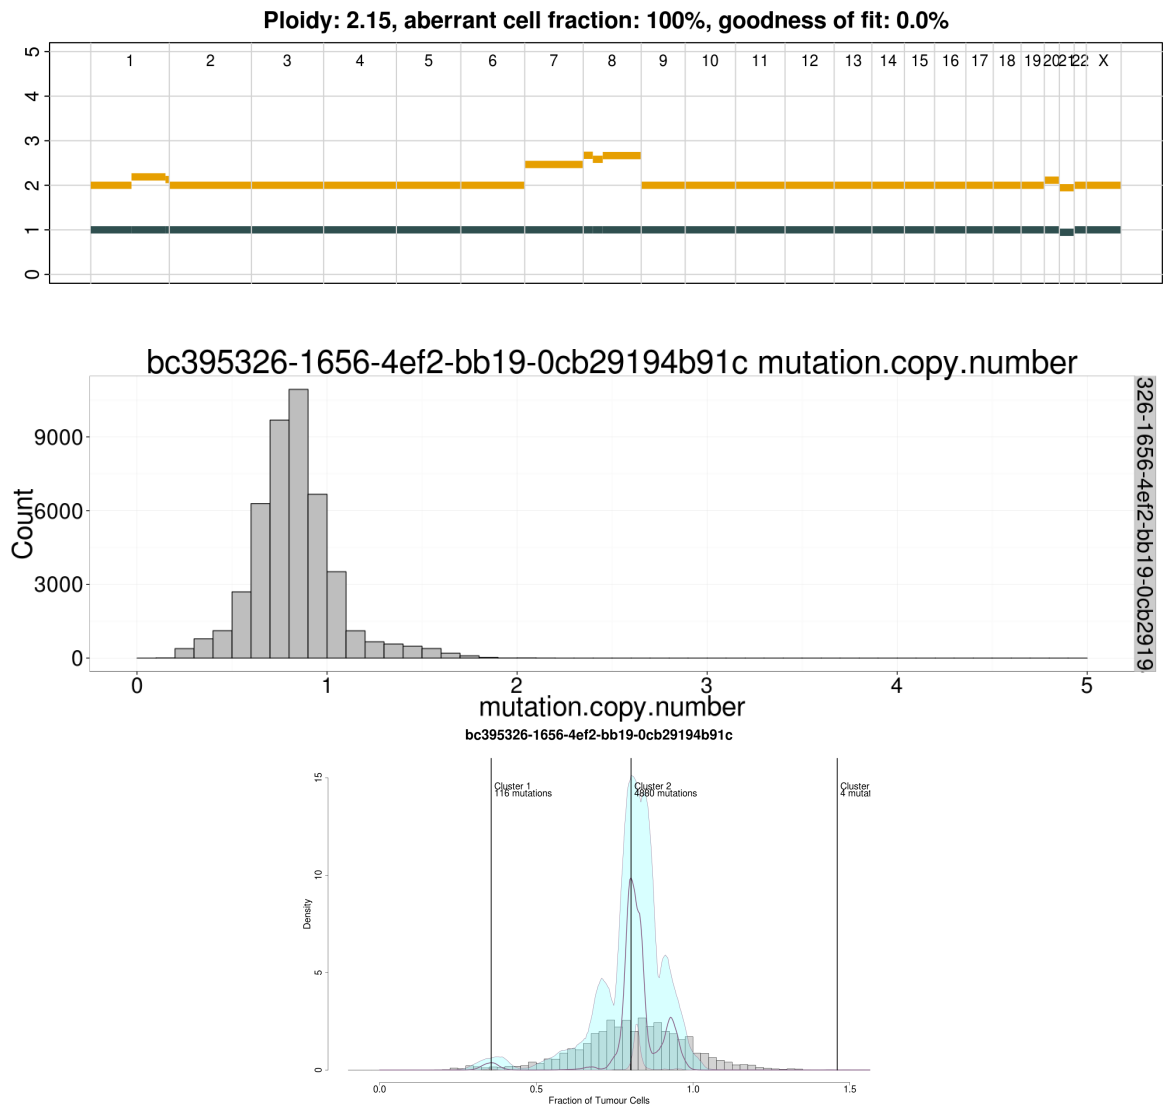 Ploidy: 2.15, aberrant cell fraction: 100%, goodness of fit: 0.0%
5
4
3
2
1
0
1 2 3 4 5 6 7 8 9 10 11 12 13 14 15 16 17 18 19 20 21 22 X
bc395326-1656-4ef2-bb19-0cb29194b91c mutation.copy.number
Count
9000
6000
3000
0
326-1656-4ef2-bb19-0cb2919
0 1 2 3 4 5
mutation.copy.number
bc395326-1656-4ef2-bb19-0cb29194b91c
Density
15
10
5
0
Cluster 1
116 mutations
Cluster 2
4880 mutations
Cluster
4 mutat
0.0 0.5 1.0 1.5
Fraction of Tumour Cells